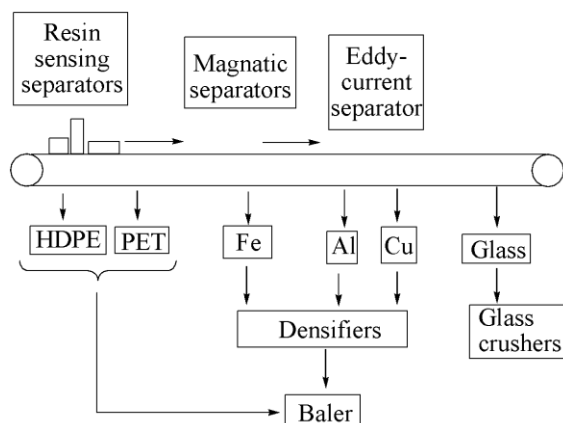 Resin
sensing
separators
Magnatic
separators
Eddy-
current
separator
HDPE
PET
Fe
Al
Cu
Glass
Densifiers
Glass
crushers
Baler